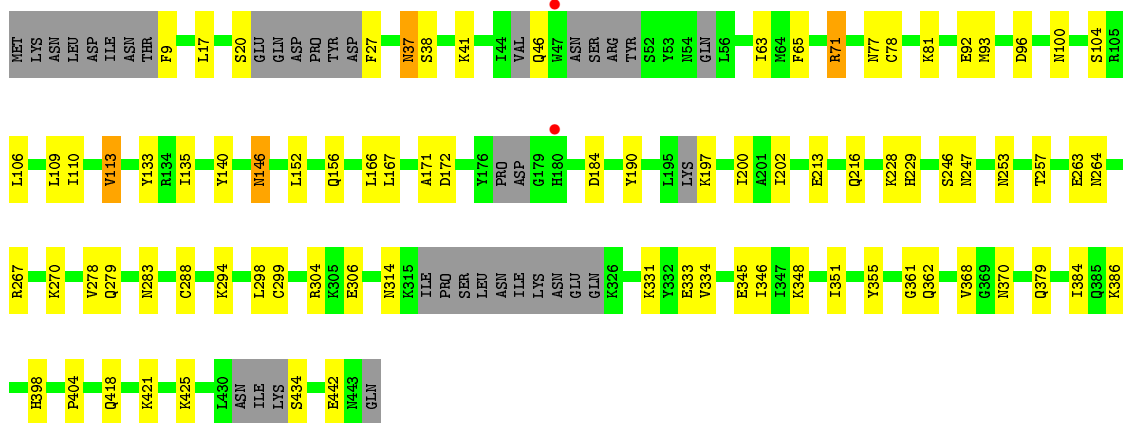 MET LYS ASN LEU ASP ILE ASN THR F9 L17 S20 GLU GLN ASP PRO TYR ASP F27 N37 S38 K41 I44 VAL Q46 W47 ASN SER ARG TYR S52 Y53 N54 GLN L56 I63 M64 F65 R71 N77 C78 K81 E92 M93 D96 N100 S104 R105
L106 L109 I110 V113 Y133 R134 I135 Y140 N146 L152 Q156 L166 L167 A171 D172 Y176 PRO ASP G179 H180 D184 Y190 L195 LYS K197 I200 A201 I202 E213 Q216 K228 H229 S246 N247 N253 T257 E263 N264
R267 K270 V278 Q279 N283 C288 K294 L298 C299 R304 K305 E306 N314 K315 ILE PRO SER LEU ASN ILE LYS ASN GLU GLN K326 K331 Y332 E333 V334 E345 I346 I347 K348 I351 Y355 G361 Q362 V368 G369 N370 Q379 I384 Q385 K386
H398 P404 Q418 K421 K425 L430 ASN ILE LYS S434 E442 N443 GLN